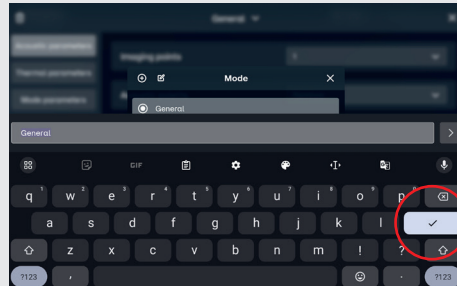 General
Acoustic parameters
Imaging points
1
Thermal parameters
Mode
Mode parameters
General
General
GIF
q 1 w 2 e 3 r 4 t 5 y 6 u 7 i 8 o 9 p 0
a s d f g h j k l
z x c v b n m ! ?
?123 , . ?123